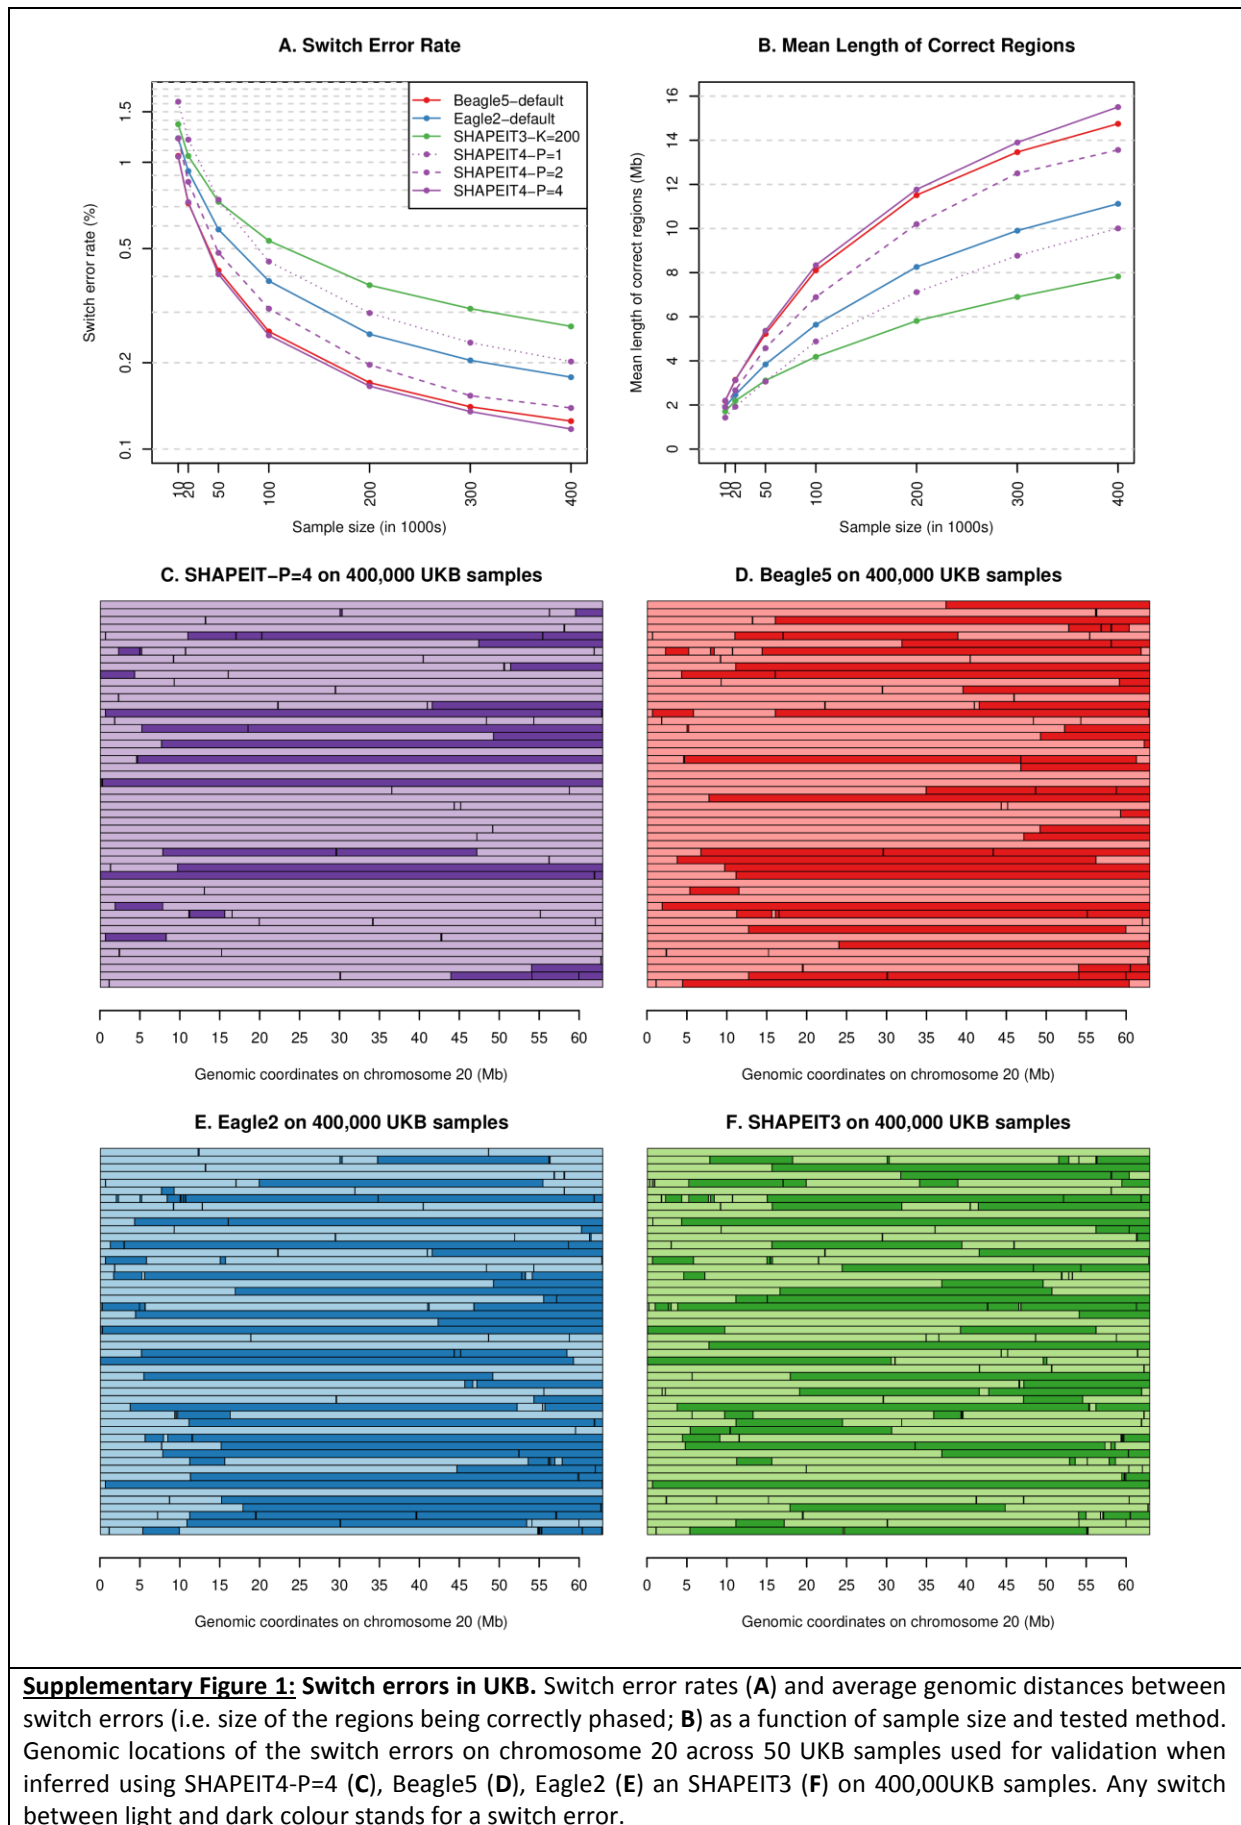 A. Switch Error Rate
Switch error rate (%)
1.5
1
0.5
0.2
0.1
Beagle5−default
Eagle2−default
SHAPEIT3−K=200
SHAPEIT4−P=1
SHAPEIT4−P=2
SHAPEIT4−P=4
10 20 50 100 200 300 400
Sample size (in 1000s)
B. Mean Length of Correct Regions
Mean length of correct regions (Mb)
16
14
12
10
8
6
4
2
0
10 20 50 100 200 300 400
Sample size (in 1000s)
C. SHAPEIT−P=4 on 400,000 UKB samples
0 5 10 15 20 25 30 35 40 45 50 55 60
Genomic coordinates on chromosome 20 (Mb)
D. Beagle5 on 400,000 UKB samples
0 5 10 15 20 25 30 35 40 45 50 55 60
Genomic coordinates on chromosome 20 (Mb)
E. Eagle2 on 400,000 UKB samples
0 5 10 15 20 25 30 35 40 45 50 55 60
Genomic coordinates on chromosome 20 (Mb)
F. SHAPEIT3 on 400,000 UKB samples
0 5 10 15 20 25 30 35 40 45 50 55 60
Genomic coordinates on chromosome 20 (Mb)
Supplementary Figure 1: Switch errors in UKB. Switch error rates (A) and average genomic distances between
switch errors (i.e. size of the regions being correctly phased; B) as a function of sample size and tested method.
Genomic locations of the switch errors on chromosome 20 across 50 UKB samples used for validation when
inferred using SHAPEIT4-P=4 (C), Beagle5 (D), Eagle2 (E) an SHAPEIT3 (F) on 400,00UKB samples. Any switch
between light and dark colour stands for a switch error.